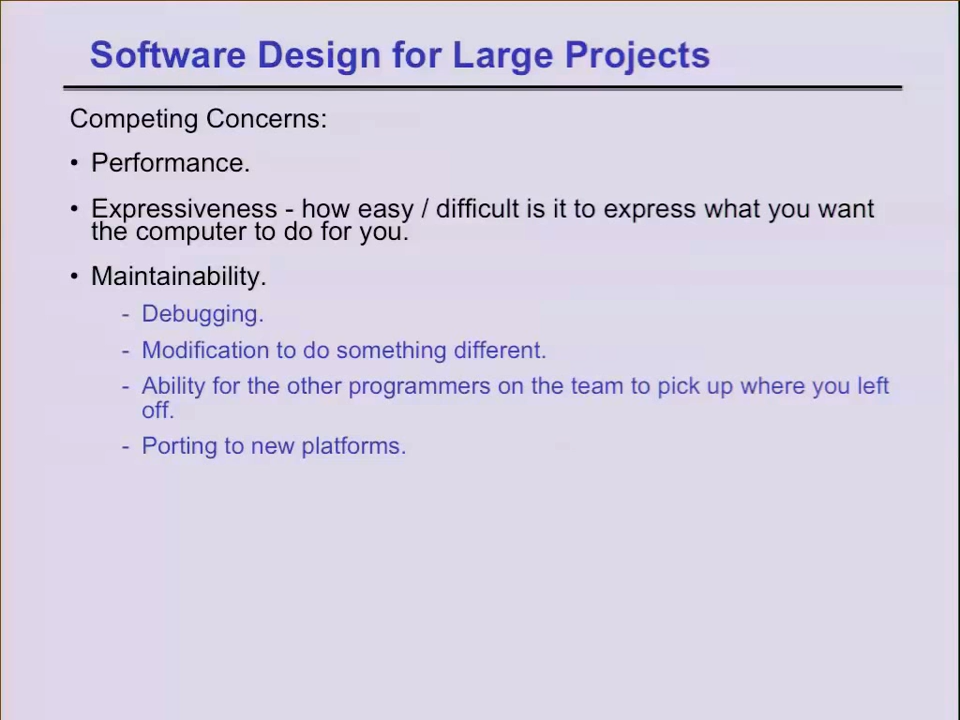 Software Design for Large Projects
Competing Concerns:
• Performance.
• Expressiveness - how easy / difficult is it to express what you want
the computer to do for you.
• Maintainability.
- Debugging.
- Modification to do something different.
- Ability for the other programmers on the team to pick up where you left
off.
- Porting to new platforms.